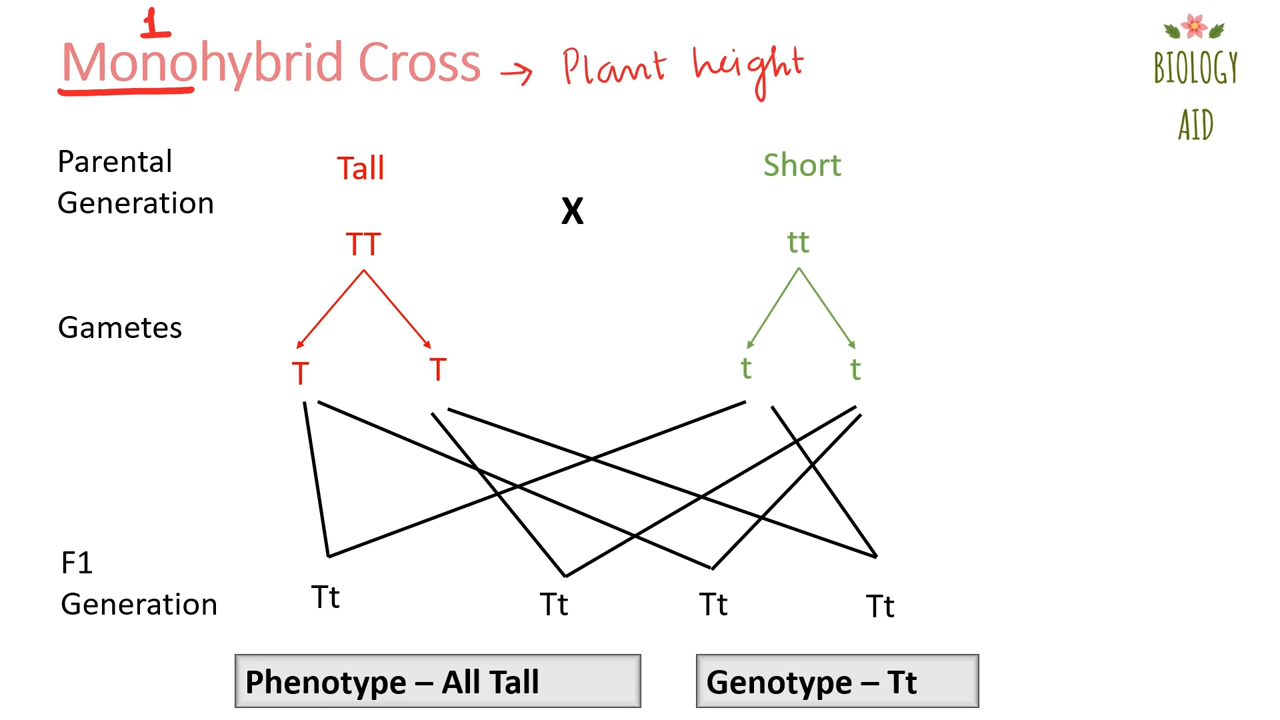 1
Monohybrid Cross → Plant height
BIOLOGY
AID
Parental
Generation
Tall
Short
X
TT
tt
Gametes
T T t t
F1
Generation
Tt Tt Tt Tt
Phenotype – All Tall
Genotype – Tt